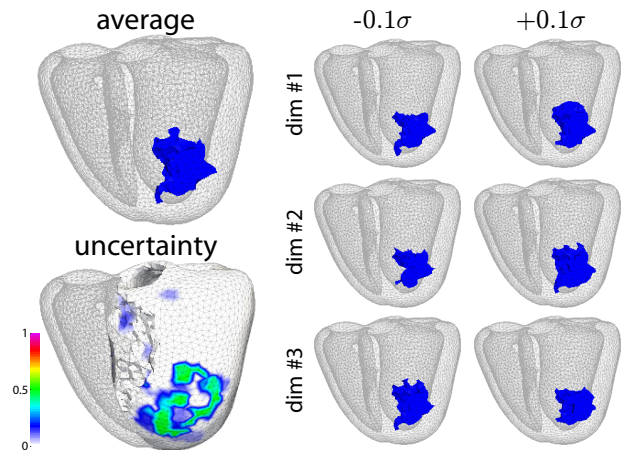 average
uncertainty
1
0.5
0
-0.1σ
+0.1σ
dim #1
dim #2
dim #3